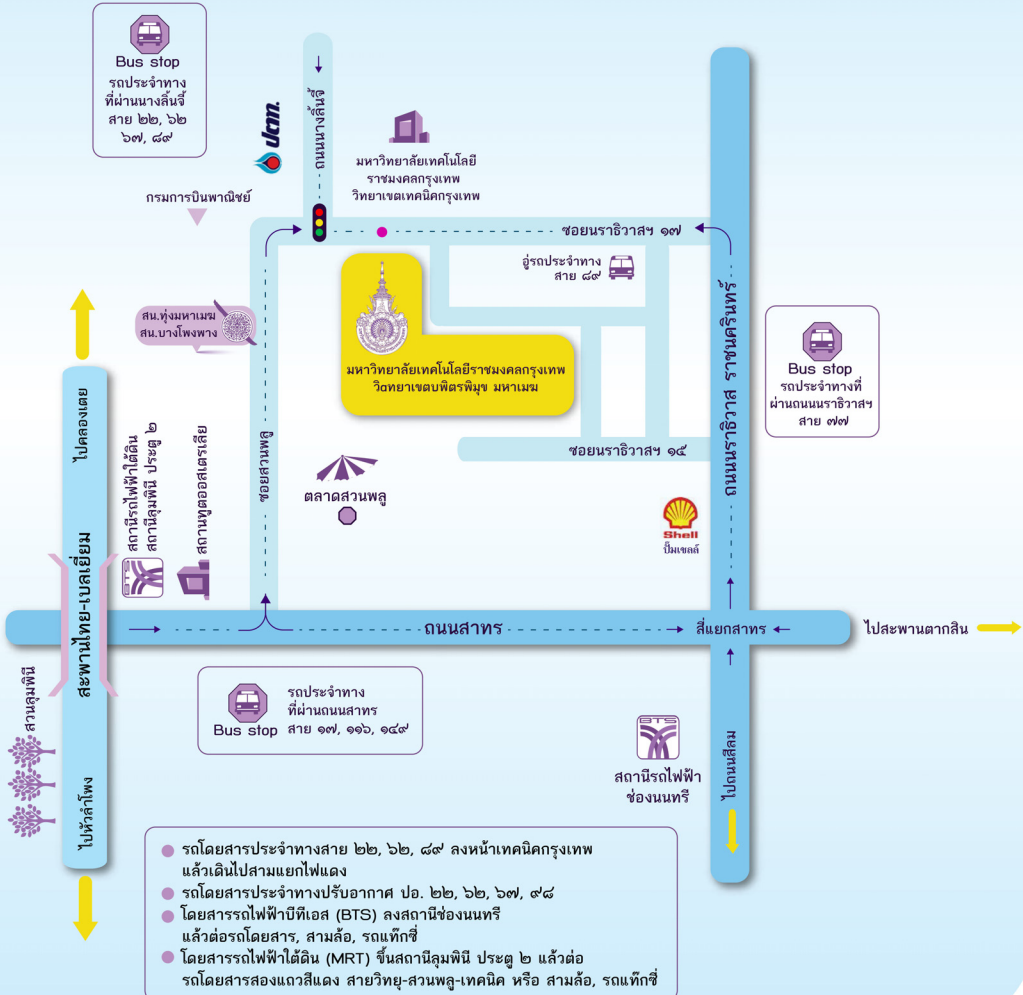 Bus stop
รถประจำทาง
ที่ผ่านนางลิ้นจี่
สาย ๒๒, ๖๒
๖๗, ๘๙
ปตท.
ถนนนางลิ้นจี่
มหาวิทยาลัยเทคโนโลยี
ราชมงคลกรุงเทพ
วิทยาเขตเทคนิคกรุงเทพ
กรมการบินพาณิชย์
ซอยนราธิวาสฯ ๑๗
อู่รถประจำทาง
สาย ๘๙
สน.ทุ่งมหาเมฆ
สน.บางโพงพาง
มหาวิทยาลัยเทคโนโลยีราชมงคลกรุงเทพ
วิaทยาเขตบพิตรพิมุข มหาเมฆ
ถนนนราธิวาส ราชนครินทร์
Bus stop
รถประจำทางที่
ผ่านถนนนราธิวาสฯ
สาย ๗๗
ไปคลองเตย
สถานีรถไฟฟ้าใต้ดิน
สถานีลุมพินี ประตู ๒
สถานทูตออสเตรเลีย
ซอยสวนพลู
ซอยนราธิวาสฯ ๑๕
ตลาดสวนพลู
Shell
ปั๊มเชลล์
BTS
สะพานไทย-เบลเยี่ยม
ถนนสาทร
สี่แยกสาทร
ไปสะพานตากสิน
สวนลุมพินี
Bus stop
รถประจำทาง
ที่ผ่านถนนสาทร
สาย ๑๗, ๑๑๖, ๑๔๙
BTS
สถานีรถไฟฟ้า
ช่องนนทรี
ไปถนนสีลม
ไปหัวลำโพง
รถโดยสารประจำทางสาย ๒๒, ๖๒, ๘๙ ลงหน้าเทคนิคกรุงเทพ
แล้วเดินไปสามแยกไฟแดง
รถโดยสารประจำทางปรับอากาศ ปอ. ๒๒, ๖๒, ๖๗, ๙๘
โดยสารรถไฟฟ้าบีทีเอส (BTS) ลงสถานีช่องนนทรี
แล้วต่อรถโดยสาร, สามล้อ, รถแท๊กซี่
โดยสารรถไฟฟ้าใต้ดิน (MRT) ขึ้นสถานีลุมพินี ประตู ๒ แล้วต่อ
รถโดยสารสองแถวสีแดง สายวิทยุ-สวนพลู-เทคนิค หรือ สามล้อ, รถแท๊กซี่